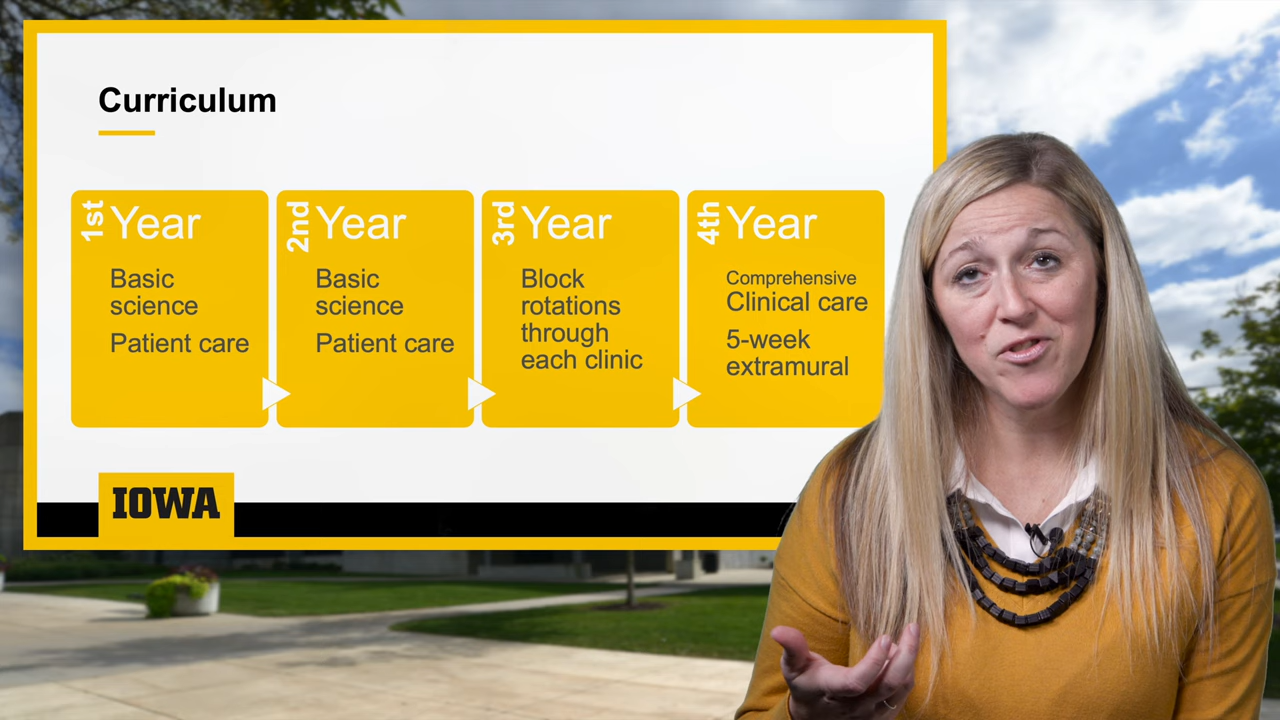 Curriculum
1st Year
Basic
science
Patient care
2nd Year
Basic
science
Patient care
3rd Year
Block
rotations
through
each clinic
4th Year
Comprehensive
Clinical care
5-week
extramural
IOWA